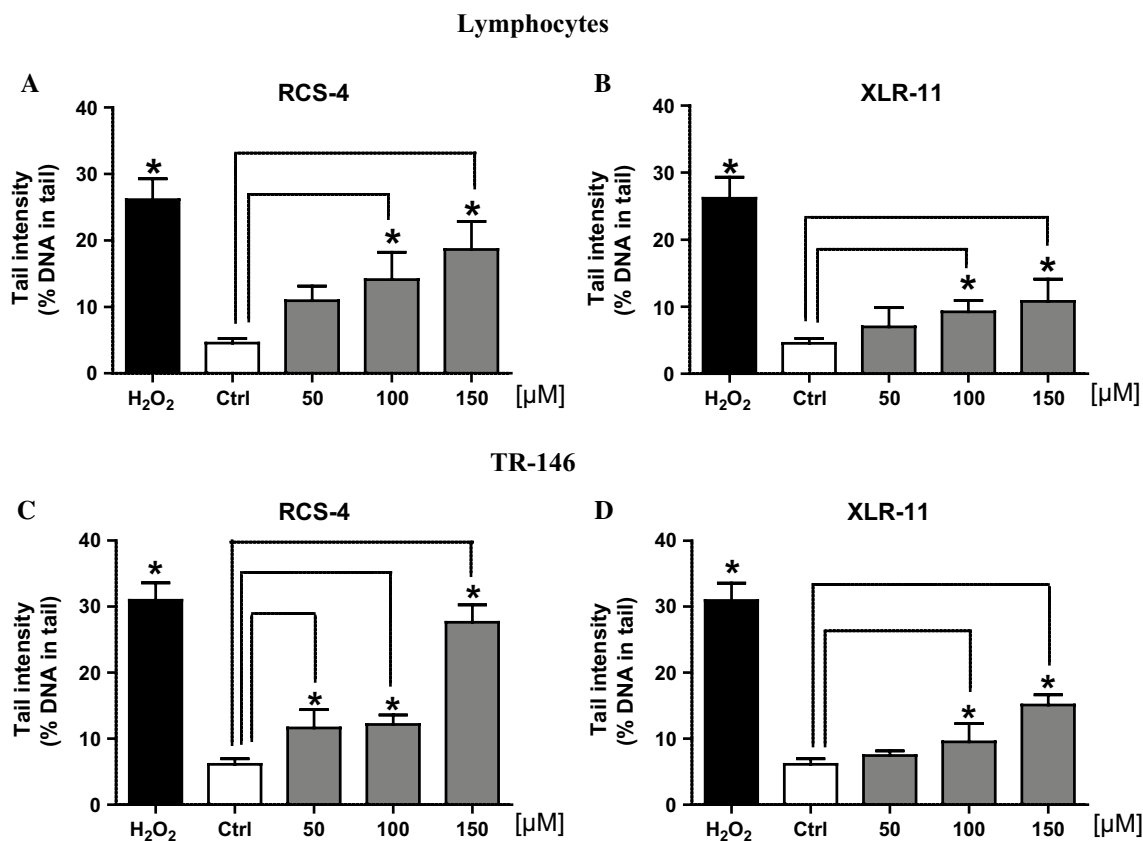 Lymphocytes
A
RCS-4
Tail intensity
(% DNA in tail)
40
30
20
10
0
*
*
*
H₂O₂ Ctrl 50 100 150 [µM]
B
XLR-11
Tail intensity
(% DNA in tail)
40
30
20
10
0
*
*
*
H₂O₂ Ctrl 50 100 150 [µM]
TR-146
C
RCS-4
Tail intensity
(% DNA in tail)
40
30
20
10
0
*
*
*
*
H₂O₂ Ctrl 50 100 150 [µM]
D
XLR-11
Tail intensity
(% DNA in tail)
40
30
20
10
0
*
*
*
H₂O₂ Ctrl 50 100 150 [µM]